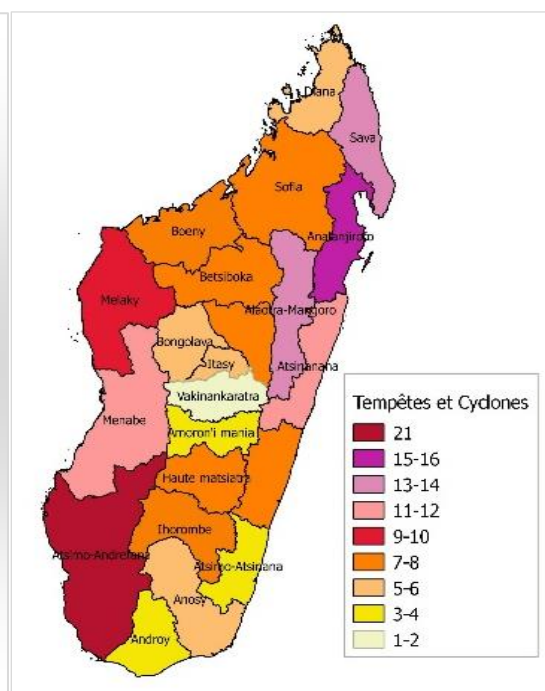 Diana
Sava
Sofia
Analanjirofo
Boeny
Betsiboka
Melaky
Alaotra-Mangoro
Bongolava
Atsinanana
Itasy
Vakinankaratra
Menabe
Amoron'i mania
Haute matsiatra
Ihorombe
Atsimo-Andrefana
Atsimo-Atsinana
Anosy
Androy
Tempêtes et Cyclones
21
15-16
13-14
11-12
9-10
7-8
5-6
3-4
1-2